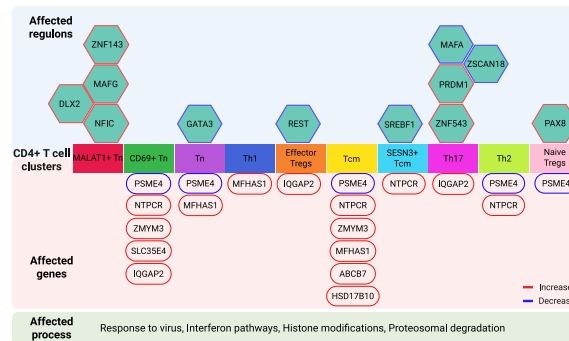 Affected
regulons
ZNF143
MAFA
ZSCAN18
MAFG
PRDM1
DLX2
NFIC
GATA3
REST
SREBF1
ZNF543
PAX8
CD4+ T cell
clusters
MALAT1+ Tn
CD69+ Tn
Tn
Th1
Effector
Tregs
Tcm
SESN3+
Tcm
Th17
Th2
Naive
Tregs
PSME4
PSME4
MFHAS1
IQGAP2
PSME4
NTPCR
IQGAP2
PSME4
PSME4
NTPCR
MFHAS1
NTPCR
NTPCR
ZMYM3
ZMYM3
SLC35E4
MFHAS1
Affected
genes
IQGAP2
ABCB7
HSD17B10
Increase
Decreas
Affected
process
Response to virus, Interferon pathways, Histone modifications, Proteosomal degradation